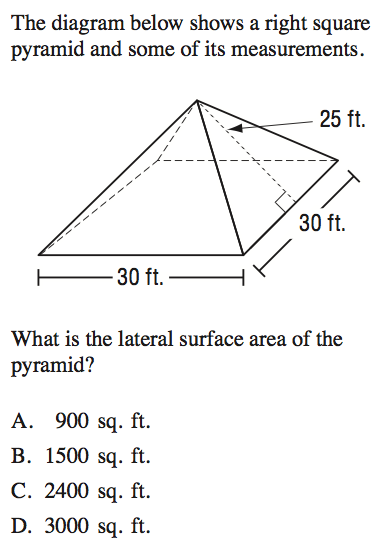 The diagram below shows a right square
pyramid and some of its measurements.
25 ft.
30 ft.
30 ft.
What is the lateral surface area of the
pyramid?
A. 900 sq. ft.
B. 1500 sq. ft.
C. 2400 sq. ft.
D. 3000 sq. ft.